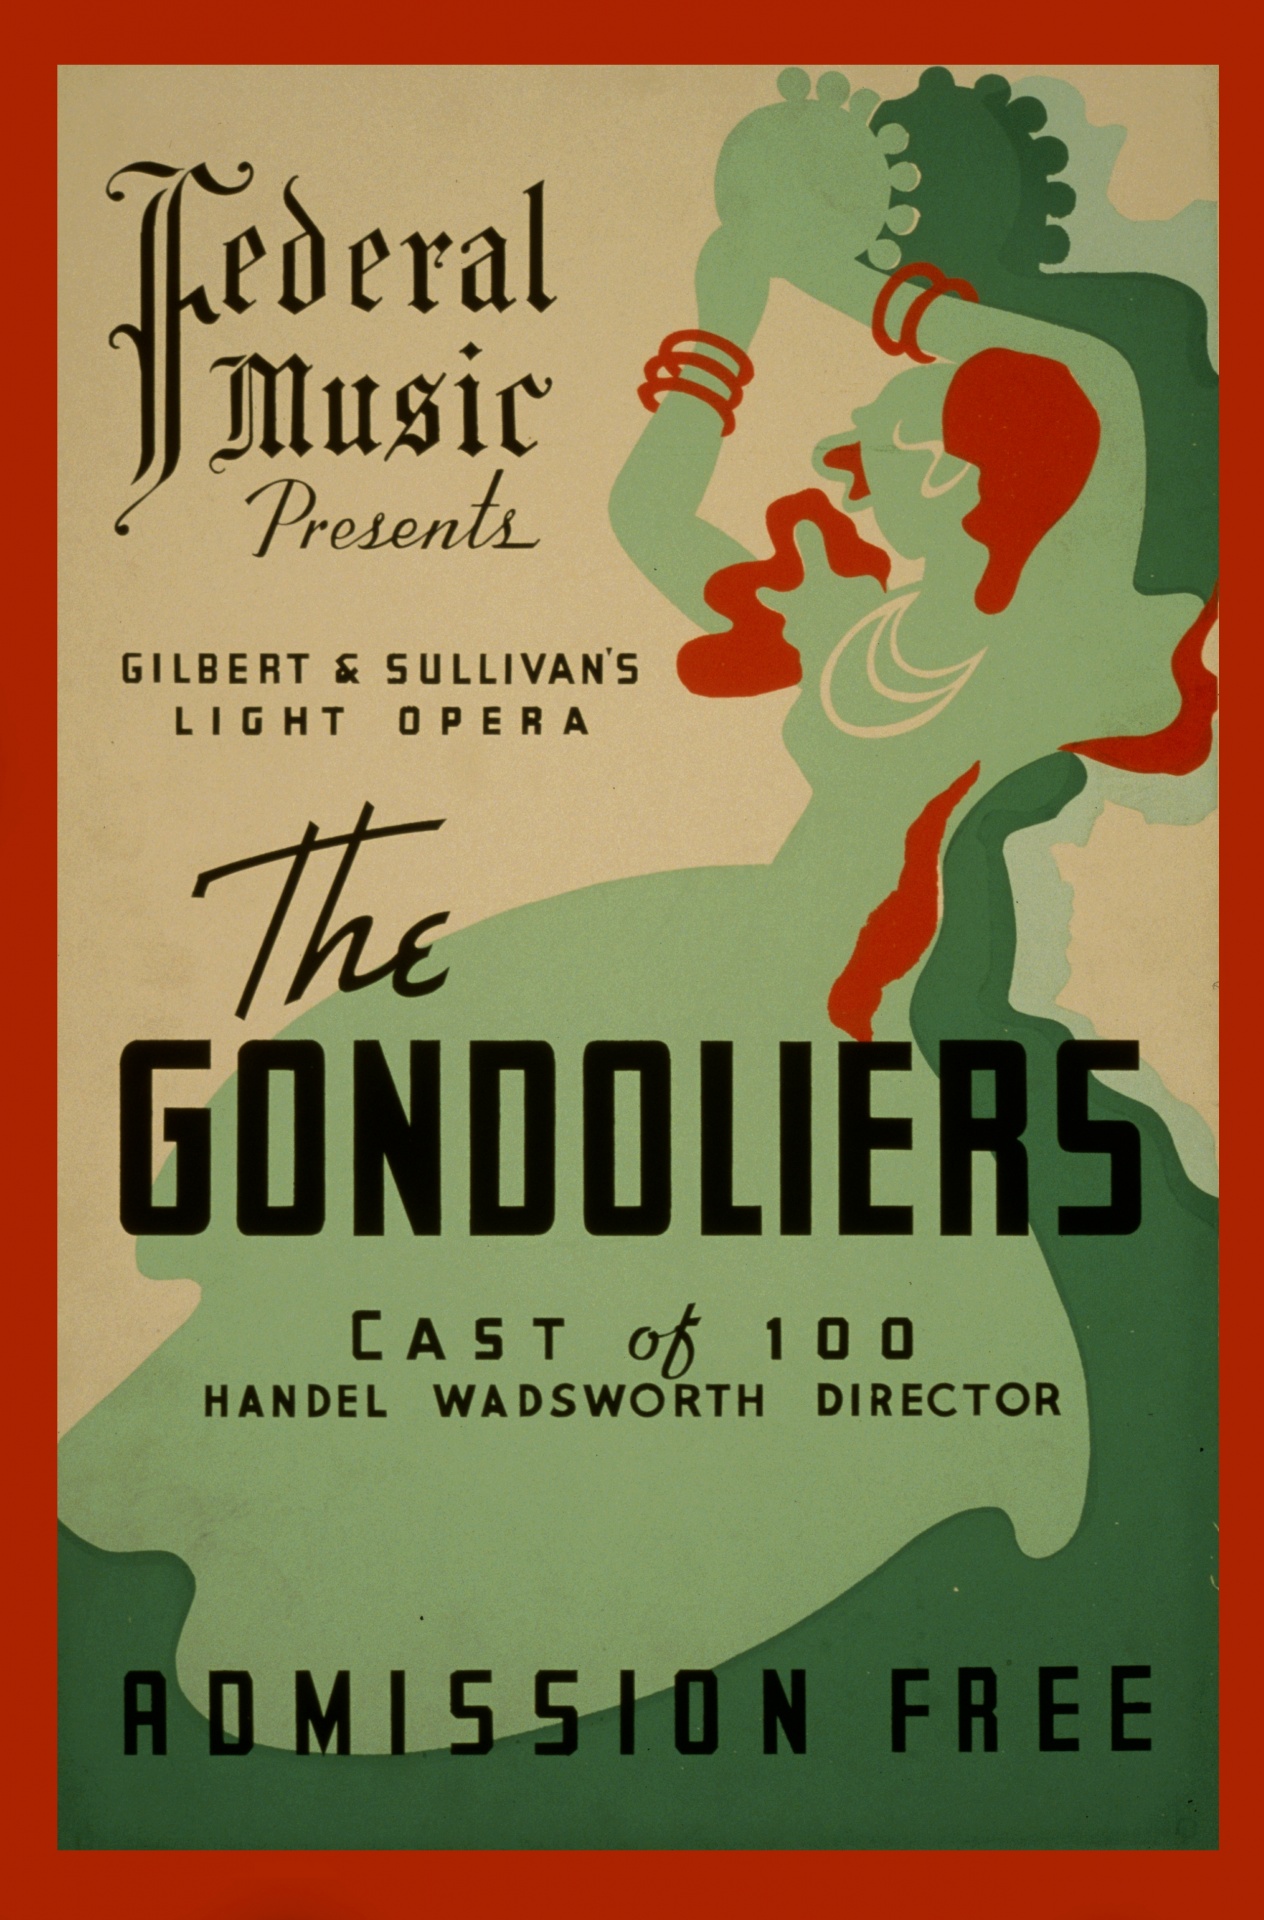 Federal
Music
Presents
GILBERT & SULLIVAN'S
LIGHT OPERA
The
GONDOLIERS
CAST of 100
HANDEL WADSWORTH DIRECTOR
ADMISSION FREE